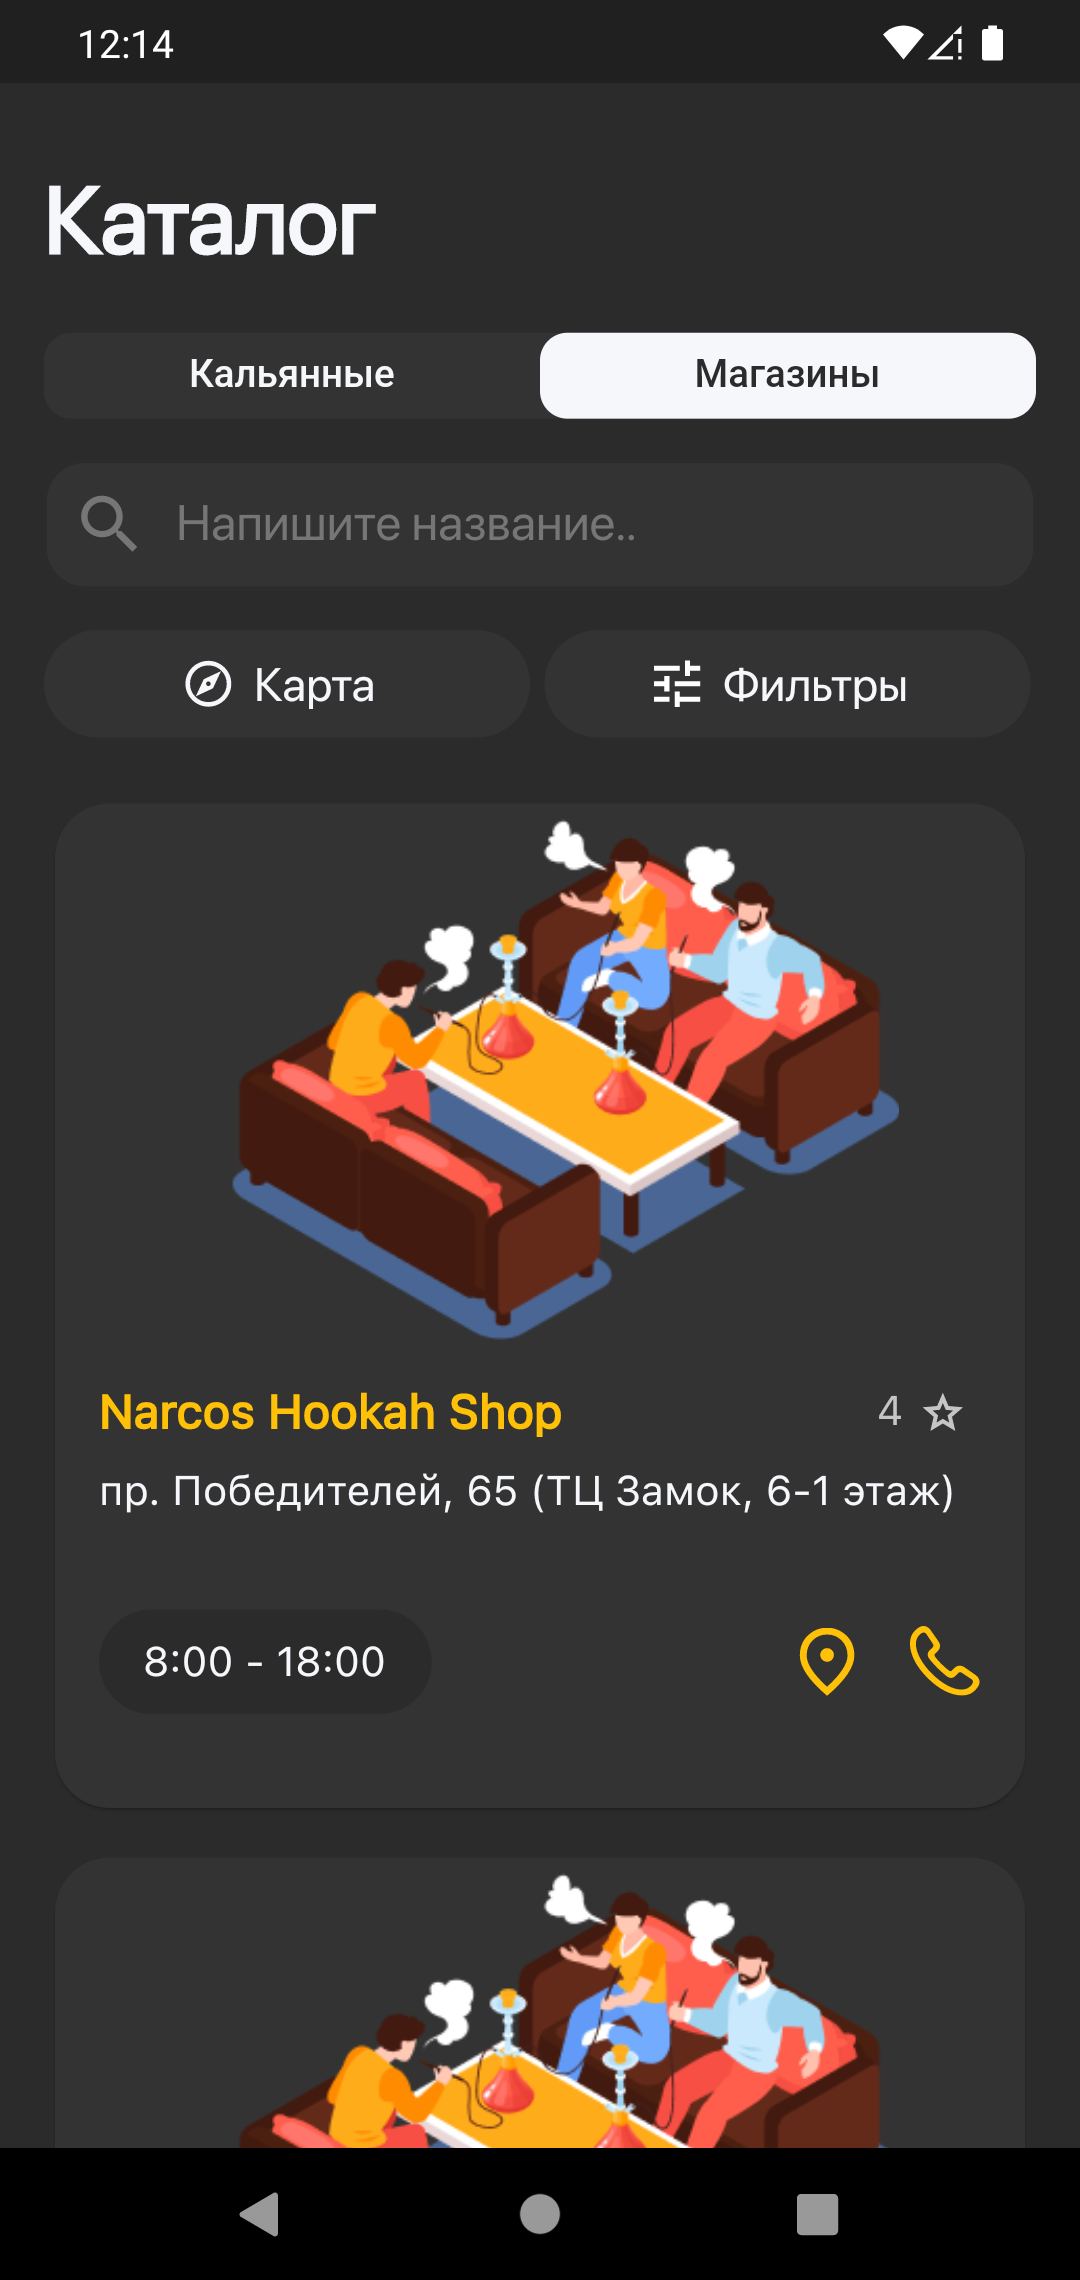 12:14
Каталог
Кальянные
Магазины
Напишите название..
Карта
Фильтры
Narcos Hookah Shop
4
пр. Победителей, 65 (ТЦ Замок, 6-1 этаж)
8:00 - 18:00